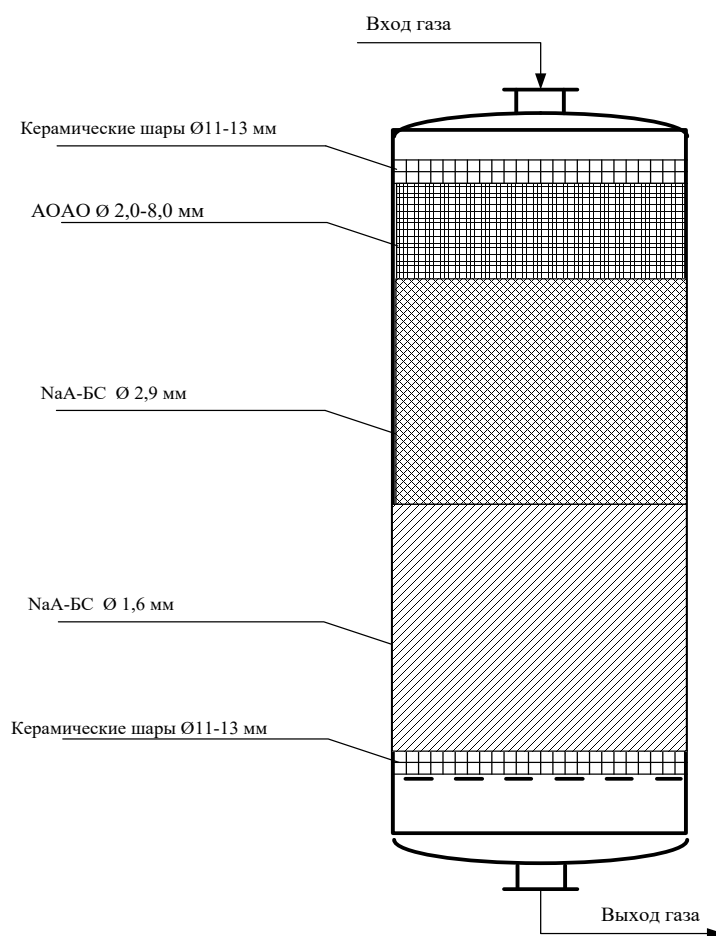 Вход газа
Керамические шары Ø11-13 мм
АОАО Ø 2,0-8,0 мм
NaA-БС Ø 2,9 мм
NaA-БС Ø 1,6 мм
Керамические шары Ø11-13 мм
Выход газа